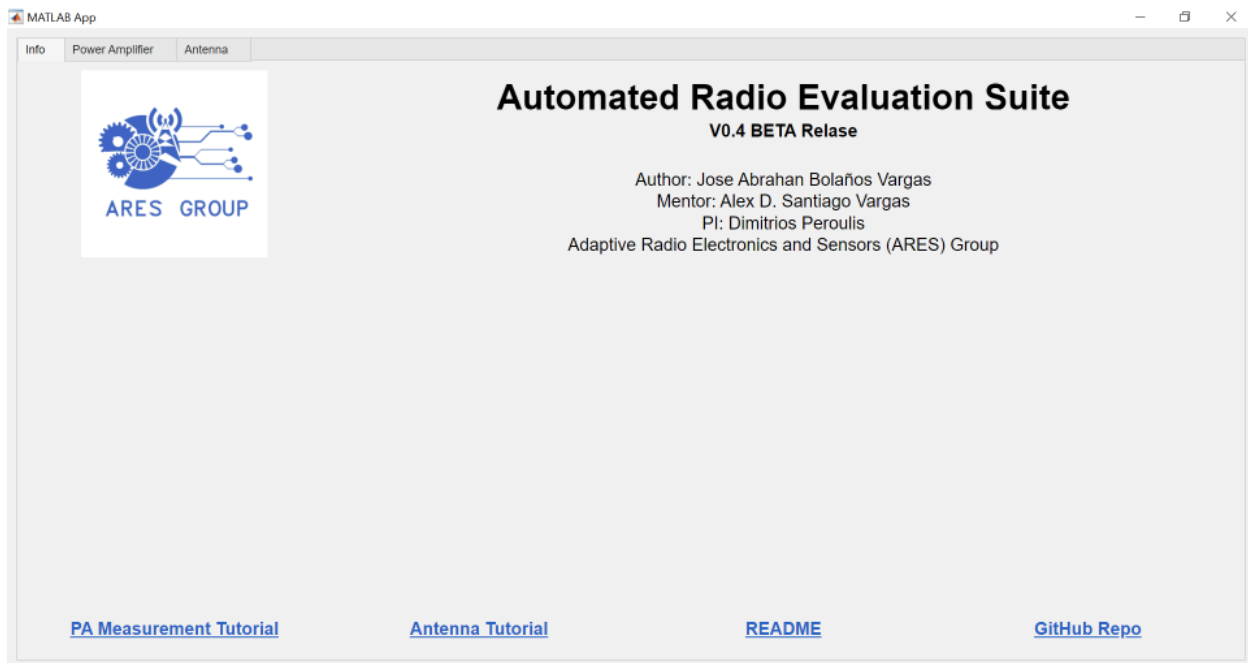 MATLAB App
Info Power Amplifier Antenna
Automated Radio Evaluation Suite
V0.4 BETA Relase
Author: Jose Abrahan Bolaños Vargas
Mentor: Alex D. Santiago Vargas
PI: Dimitrios Peroulis
Adaptive Radio Electronics and Sensors (ARES) Group
ARES GROUP
PA Measurement Tutorial Antenna Tutorial README GitHub Repo